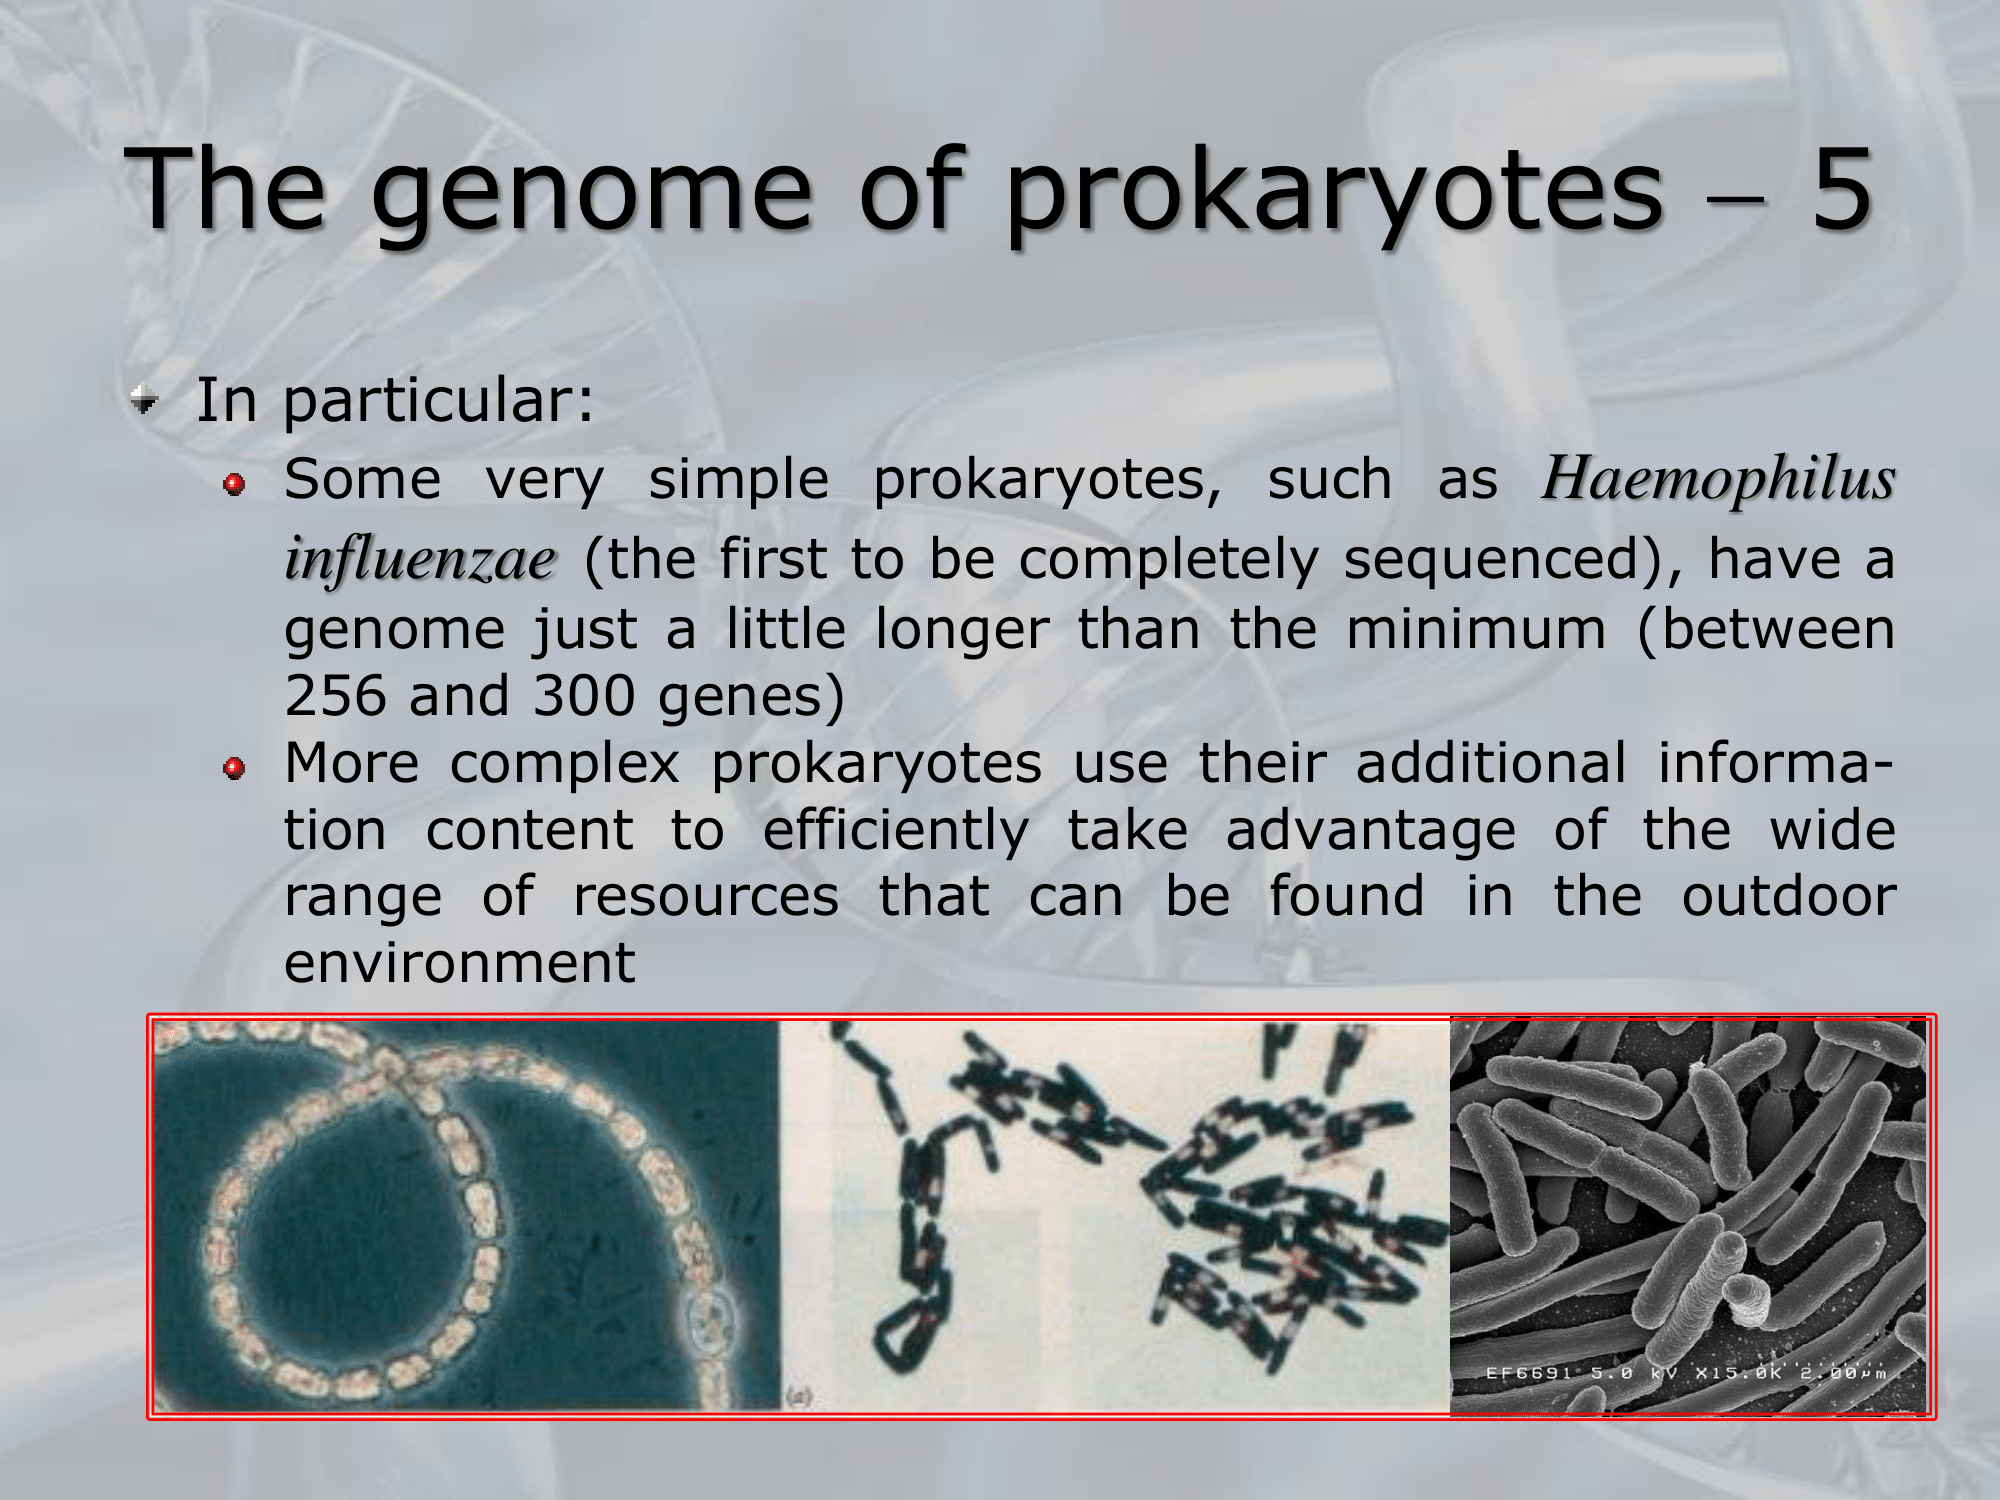 The genome of prokaryotes – 5
In particular:
Some very simple prokaryotes, such as Haemophilus
influenzae (the first to be completely sequenced), have a
genome just a little longer than the minimum (between
256 and 300 genes)
More complex prokaryotes use their additional informa-
tion content to efficiently take advantage of the wide
range of resources that can be found in the outdoor
environment
(a)
EF6691 5.0 kV X15.0K 2.00µm